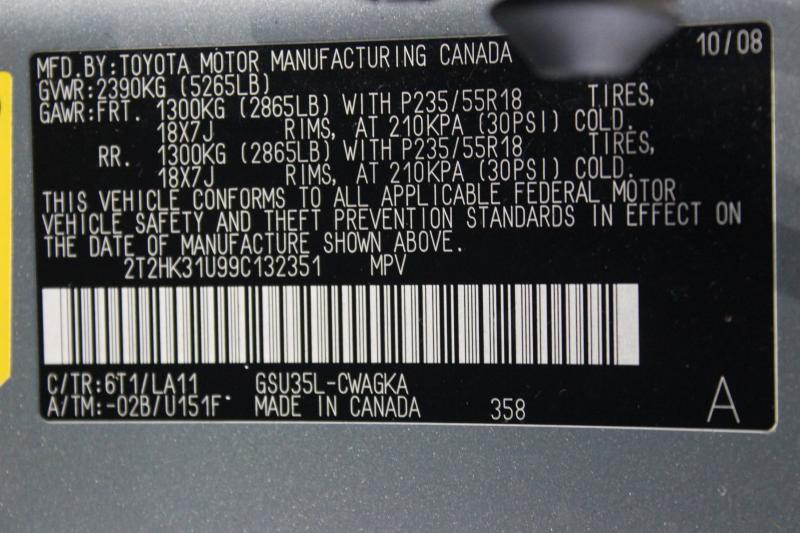 10/08
MFD.BY:TOYOTA MOTOR MANUFACTURING CANADA
GVWR:2390KG (5265LB)
GAWR:FRT. 1300KG (2865LB) WITH P235/55R18 TIRES,
18X7J RIMS, AT 210KPA (30PSI) COLD.
RR. 1300KG (2865LB) WITH P235/55R18 TIRES,
18X7J RIMS, AT 210KPA (30PSI) COLD.
THIS VEHICLE CONFORMS TO ALL APPLICABLE FEDERAL MOTOR
VEHICLE SAFETY AND THEFT PREVENTION STANDARDS IN EFFECT ON
THE DATE OF MANUFACTURE SHOWN ABOVE.
2T2HK31U99C132351 MPV
C/TR:6T1/LA11 GSU35L-CWAGKA
A/TM:-02B/U151F MADE IN CANADA 358 A